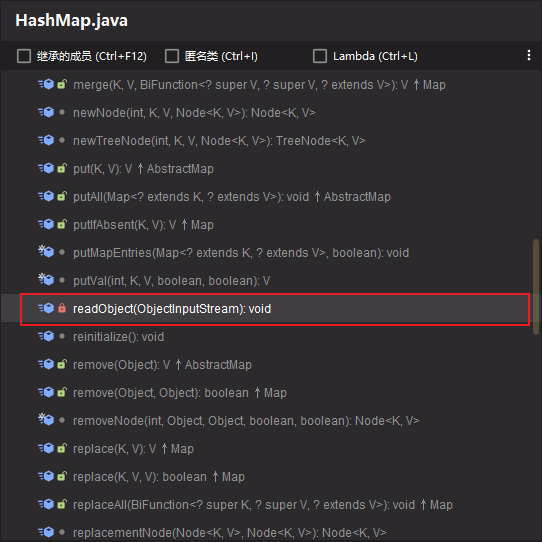 HashMap.java
继承的成员 (Ctrl+F12) 匿名类 (Ctrl+I) Lambda (Ctrl+L)
merge(K, V, BiFunction<? super V, ? super V, ? extends V>): V ↑Map
newNode(int, K, V, Node<K, V>): Node<K, V>
newTreeNode(int, K, V, Node<K, V>): TreeNode<K, V>
put(K, V): V ↑AbstractMap
putAll(Map<? extends K, ? extends V>): void ↑AbstractMap
putIfAbsent(K, V): V ↑Map
putMapEntries(Map<? extends K, ? extends V>, boolean): void
putVal(int, K, V, boolean, boolean): V
readObject(ObjectInputStream): void
reinitialize(): void
remove(Object): V ↑AbstractMap
remove(Object, Object): boolean ↑Map
removeNode(int, Object, Object, boolean, boolean): Node<K, V>
replace(K, V): V ↑Map
replace(K, V, V): boolean ↑Map
replaceAll(BiFunction<? super K, ? super V, ? extends V>): void ↑Map
replacementNode(Node<K, V>, Node<K, V>): Node<K, V>